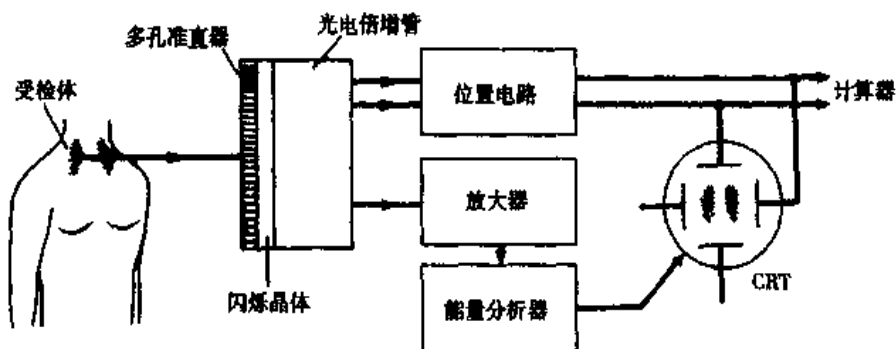 光电倍增管
多孔准直器
受检体
位置电路
计算器
放大器
闪烁晶体
能量分析器
CRT